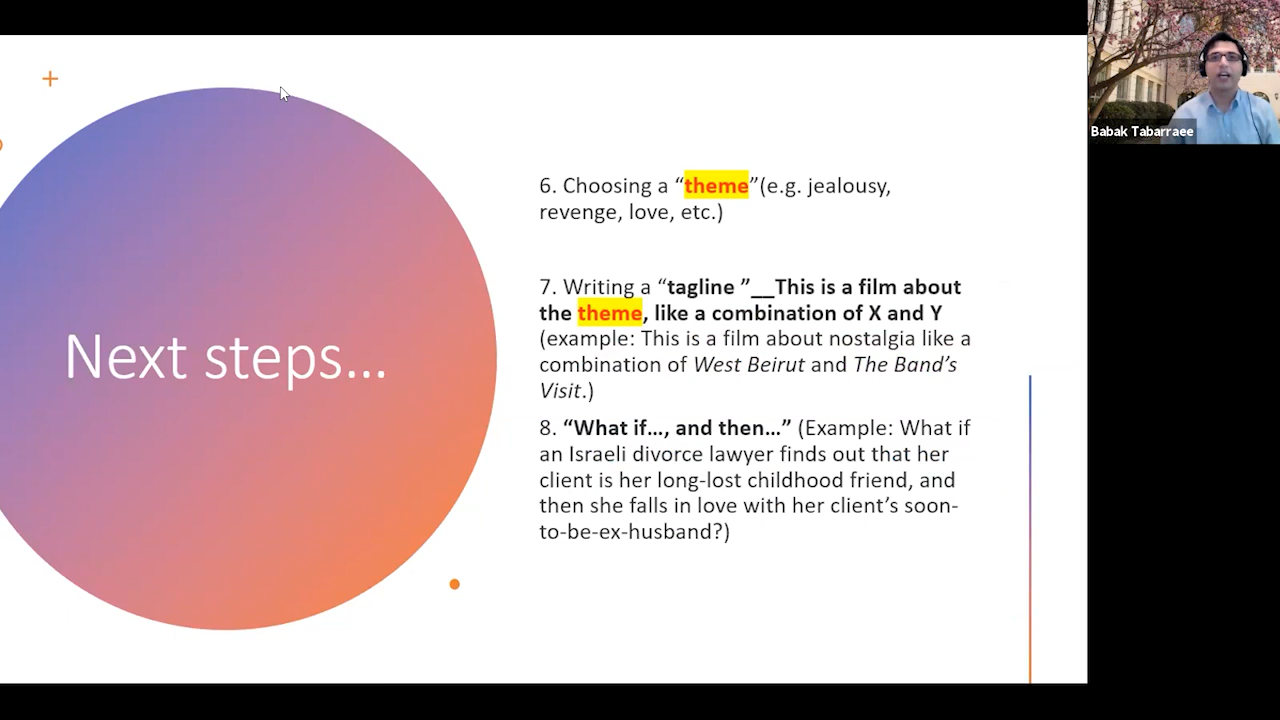 Babak Tabarraee
Next steps...
6. Choosing a “theme”(e.g. jealousy,
revenge, love, etc.)
7. Writing a “tagline ”__This is a film about
the theme, like a combination of X and Y
(example: This is a film about nostalgia like a
combination of West Beirut and The Band’s
Visit.)
8. “What if…, and then…” (Example: What if
an Israeli divorce lawyer finds out that her
client is her long-lost childhood friend, and
then she falls in love with her client’s soon-
to-be-ex-husband?)